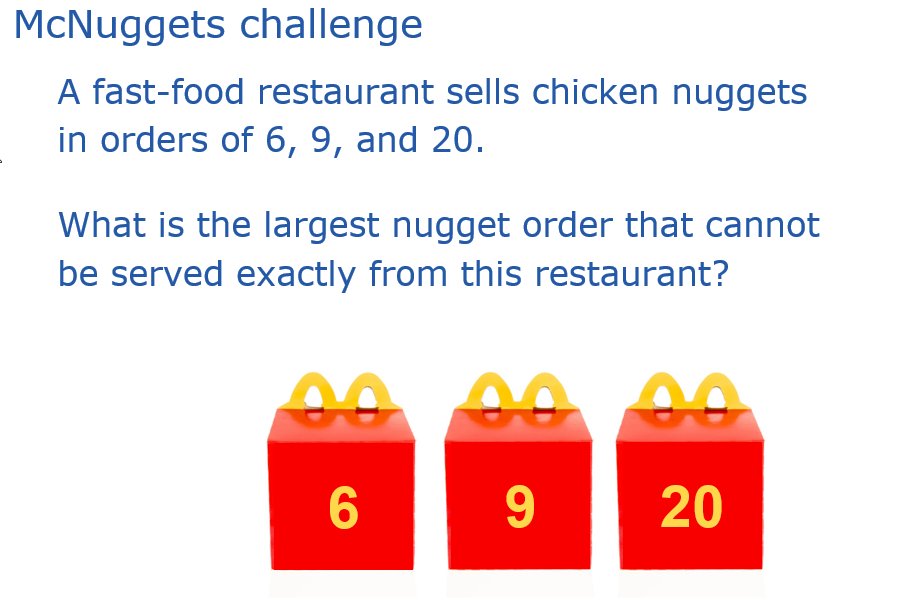 McNuggets challenge
A fast-food restaurant sells chicken nuggets
in orders of 6, 9, and 20.
What is the largest nugget order that cannot
be served exactly from this restaurant?
6 9 20